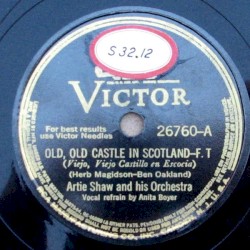 S 32.12
VICTOR
For best results
use Victor Needles
26760-A
OLD, OLD CASTLE IN SCOTLAND—F.T
(Viejo, Viejo Castillo en Escocia)
(Herb Magidson-Ben Oakland)
Artie Shaw and his Orchestra
Vocal refrain by Anita Boyer